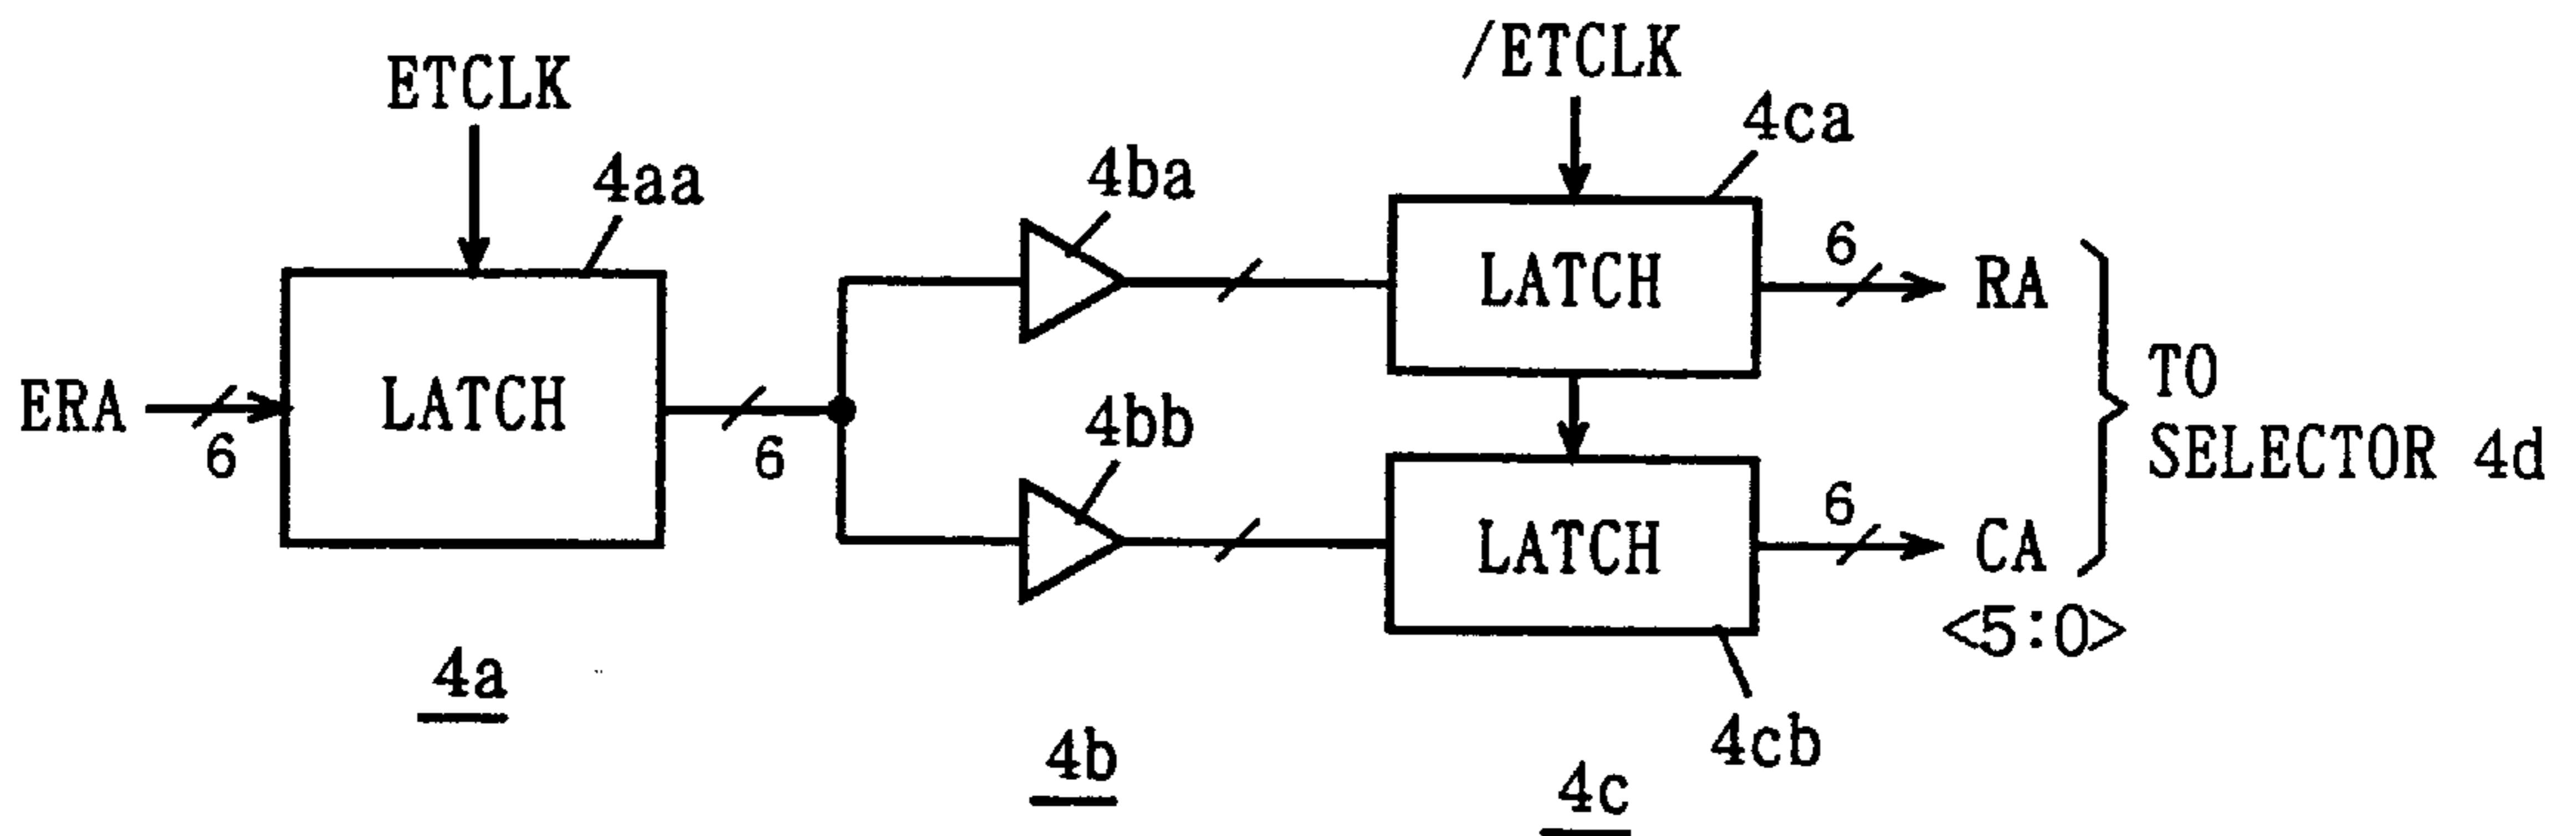 ETCLK
/ETCLK
4aa
4ba
4ca
LATCH
6
RA
ERA
6
LATCH
6
4bb
TO
SELECTOR 4d
LATCH
6
CA
<5:0>
4a
4b
4cb
4c